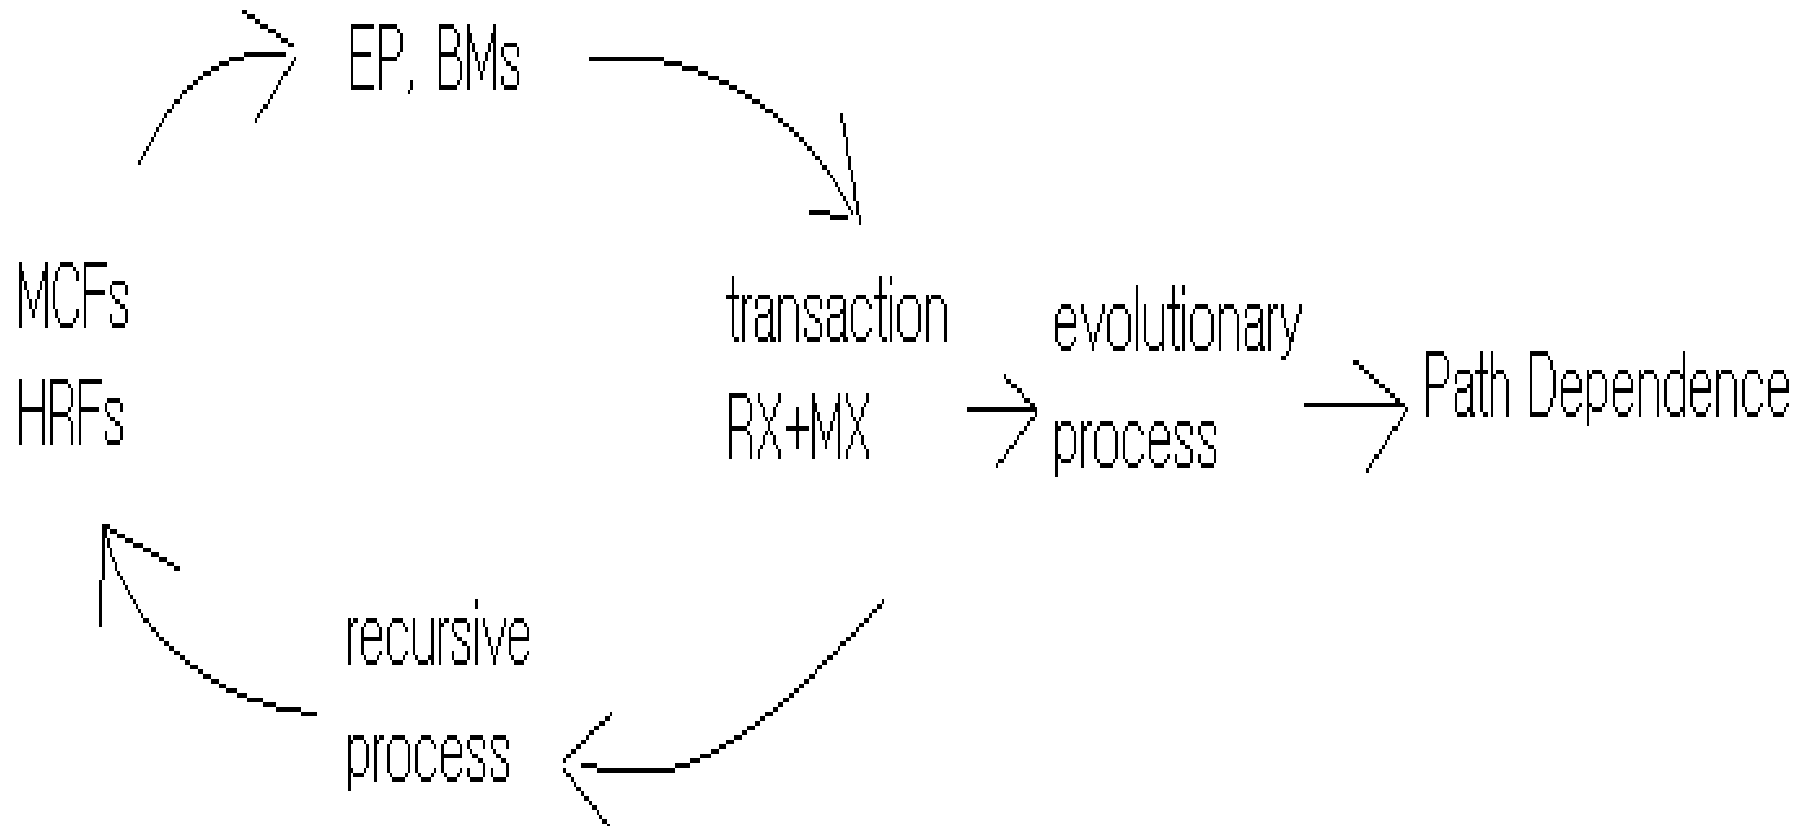 EP, BMs
MCFs
HRFs
transaction
RX+MX
evolutionary
process
Path Dependence
recursive
process